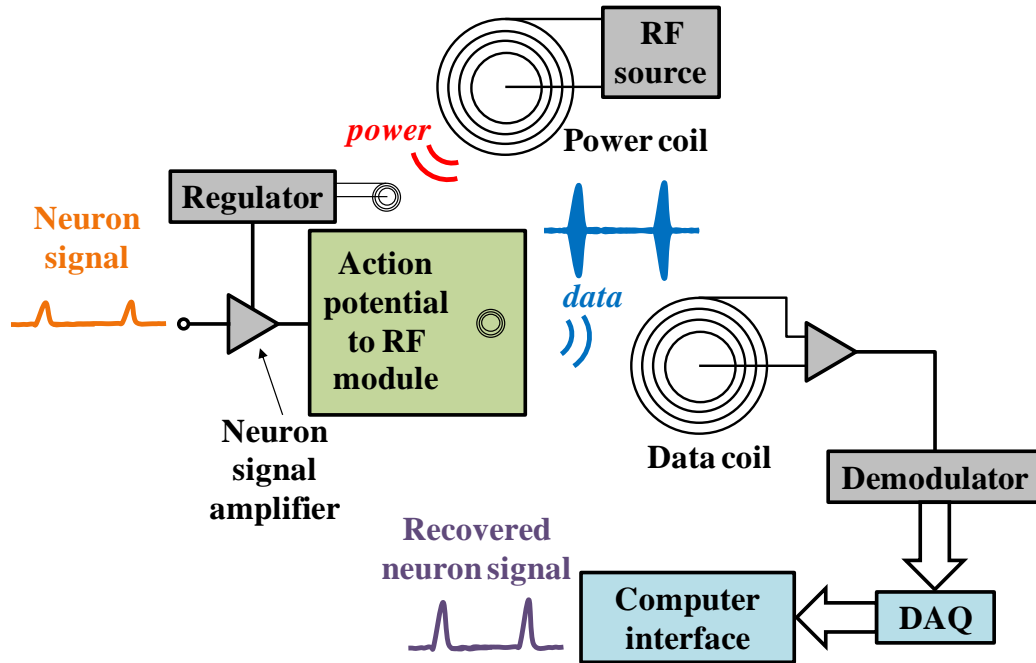 RF
source
Power coil
power
Regulator
Neuron
signal
Action
potential
to RF
module
data
Neuron
signal
amplifier
Data coil
Demodulator
Recovered
neuron signal
Computer
interface
DAQ